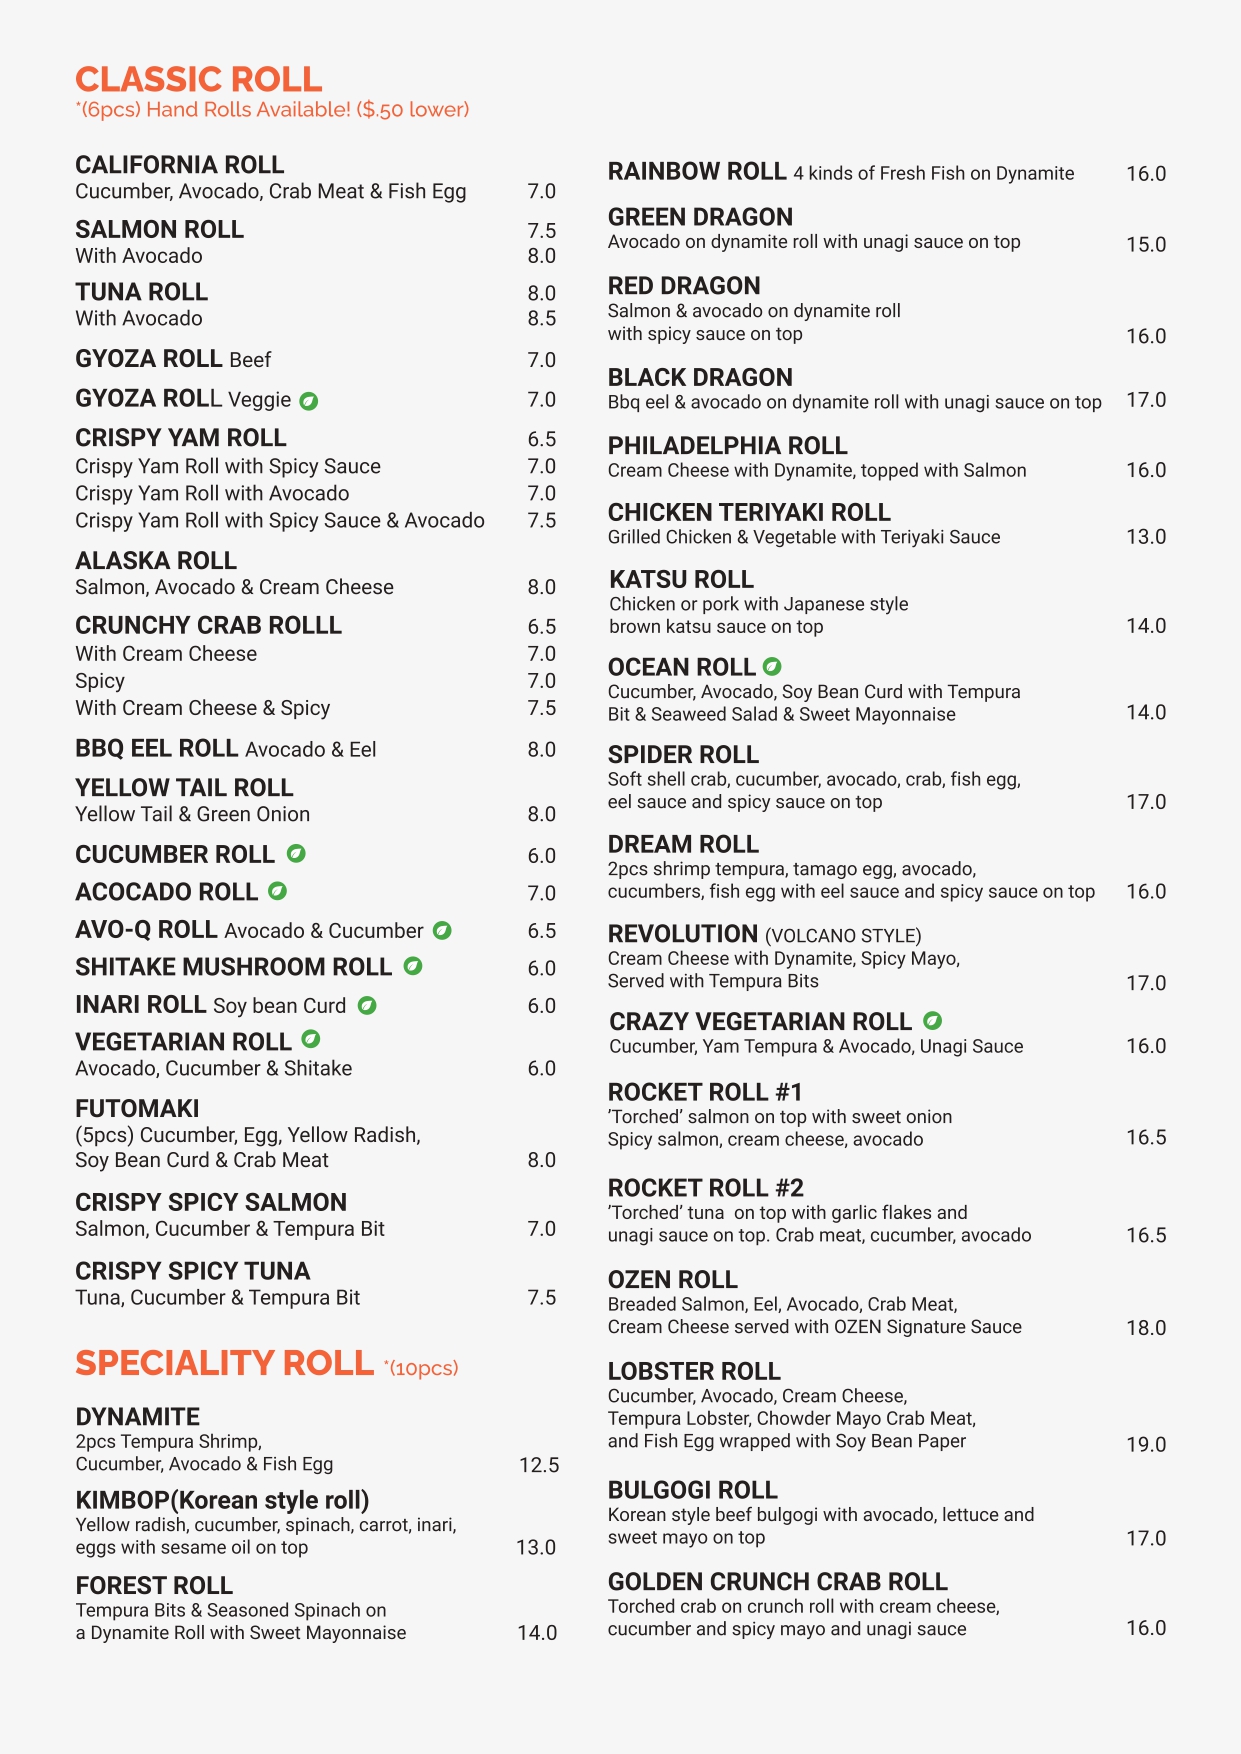 CLASSIC ROLL
*(6pcs) Hand Rolls Available! ($.50 lower)
CALIFORNIA ROLL
Cucumber, Avocado, Crab Meat & Fish Egg 7.0
SALMON ROLL 7.5
With Avocado 8.0
TUNA ROLL 8.0
With Avocado 8.5
GYOZA ROLL Beef 7.0
GYOZA ROLL Veggie 7.0
CRISPY YAM ROLL 6.5
Crispy Yam Roll with Spicy Sauce 7.0
Crispy Yam Roll with Avocado 7.0
Crispy Yam Roll with Spicy Sauce & Avocado 7.5
ALASKA ROLL
Salmon, Avocado & Cream Cheese 8.0
CRUNCHY CRAB ROLLL 6.5
With Cream Cheese 7.0
Spicy 7.0
With Cream Cheese & Spicy 7.5
BBQ EEL ROLL Avocado & Eel 8.0
YELLOW TAIL ROLL
Yellow Tail & Green Onion 8.0
CUCUMBER ROLL 6.0
ACOCADO ROLL 7.0
AVO-Q ROLL Avocado & Cucumber 6.5
SHITAKE MUSHROOM ROLL 6.0
INARI ROLL Soy bean Curd 6.0
VEGETARIAN ROLL
Avocado, Cucumber & Shitake 6.0
FUTOMAKI
(5pcs) Cucumber, Egg, Yellow Radish,
Soy Bean Curd & Crab Meat 8.0
CRISPY SPICY SALMON
Salmon, Cucumber & Tempura Bit 7.0
CRISPY SPICY TUNA
Tuna, Cucumber & Tempura Bit 7.5
SPECIALITY ROLL *(10pcs)
DYNAMITE
2pcs Tempura Shrimp,
Cucumber, Avocado & Fish Egg 12.5
KIMBOP(Korean style roll)
Yellow radish, cucumber, spinach, carrot, inari,
eggs with sesame oil on top 13.0
FOREST ROLL
Tempura Bits & Seasoned Spinach on
a Dynamite Roll with Sweet Mayonnaise 14.0
RAINBOW ROLL 4 kinds of Fresh Fish on Dynamite 16.0
GREEN DRAGON
Avocado on dynamite roll with unagi sauce on top 15.0
RED DRAGON
Salmon & avocado on dynamite roll
with spicy sauce on top 16.0
BLACK DRAGON
Bbq eel & avocado on dynamite roll with unagi sauce on top 17.0
PHILADELPHIA ROLL
Cream Cheese with Dynamite, topped with Salmon 16.0
CHICKEN TERIYAKI ROLL
Grilled Chicken & Vegetable with Teriyaki Sauce 13.0
KATSU ROLL
Chicken or pork with Japanese style
brown katsu sauce on top 14.0
OCEAN ROLL
Cucumber, Avocado, Soy Bean Curd with Tempura
Bit & Seaweed Salad & Sweet Mayonnaise 14.0
SPIDER ROLL
Soft shell crab, cucumber, avocado, crab, fish egg,
eel sauce and spicy sauce on top 17.0
DREAM ROLL
2pcs shrimp tempura, tamago egg, avocado,
cucumbers, fish egg with eel sauce and spicy sauce on top 16.0
REVOLUTION (VOLCANO STYLE)
Cream Cheese with Dynamite, Spicy Mayo,
Served with Tempura Bits 17.0
CRAZY VEGETARIAN ROLL
Cucumber, Yam Tempura & Avocado, Unagi Sauce 16.0
ROCKET ROLL #1
’Torched’ salmon on top with sweet onion
Spicy salmon, cream cheese, avocado 16.5
ROCKET ROLL #2
’Torched’ tuna on top with garlic flakes and
unagi sauce on top. Crab meat, cucumber, avocado 16.5
OZEN ROLL
Breaded Salmon, Eel, Avocado, Crab Meat,
Cream Cheese served with OZEN Signature Sauce 18.0
LOBSTER ROLL
Cucumber, Avocado, Cream Cheese,
Tempura Lobster, Chowder Mayo Crab Meat,
and Fish Egg wrapped with Soy Bean Paper 19.0
BULGOGI ROLL
Korean style beef bulgogi with avocado, lettuce and
sweet mayo on top 17.0
GOLDEN CRUNCH CRAB ROLL
Torched crab on crunch roll with cream cheese,
cucumber and spicy mayo and unagi sauce 16.0